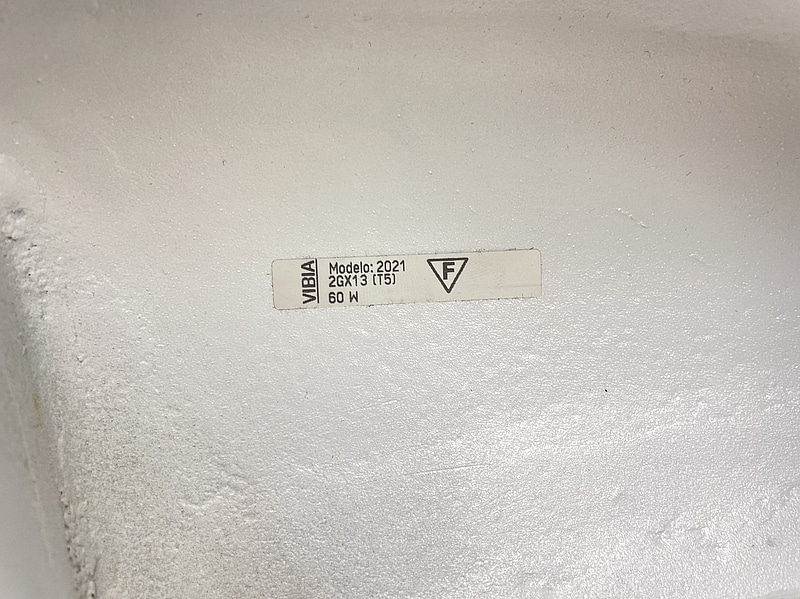 VIBIA
Modelo: 2021
2GX13 (T5)
60 W
F